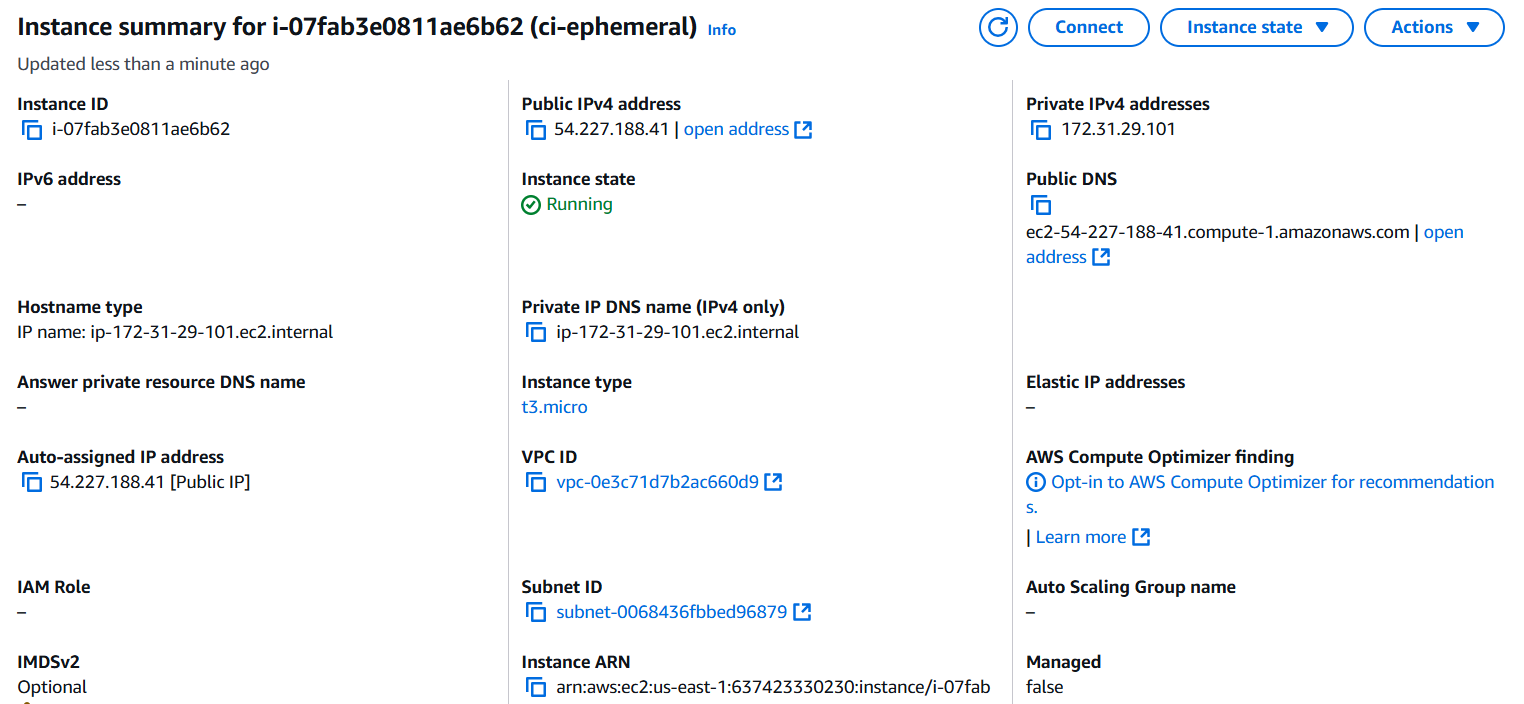 Instance summary for i-07fab3e0811ae6b62 (ci-ephemeral) Info
Connect
Instance state
Actions
Updated less than a minute ago
Instance ID
i-07fab3e0811ae6b62
Public IPv4 address
54.227.188.41 | open address
Private IPv4 addresses
172.31.29.101
IPv6 address
–
Instance state
Running
Public DNS
ec2-54-227-188-41.compute-1.amazonaws.com | open
address
Hostname type
IP name: ip-172-31-29-101.ec2.internal
Private IP DNS name (IPv4 only)
ip-172-31-29-101.ec2.internal
Answer private resource DNS name
–
Instance type
t3.micro
Elastic IP addresses
–
Auto-assigned IP address
54.227.188.41 [Public IP]
VPC ID
vpc-0e3c71d7b2ac660d9
AWS Compute Optimizer finding
Opt-in to AWS Compute Optimizer for recommendation
s.
| Learn more
IAM Role
–
Subnet ID
subnet-0068436fbbed96879
Auto Scaling Group name
–
IMDSv2
Optional
Instance ARN
arn:aws:ec2:us-east-1:637423330230:instance/i-07fab
Managed
false